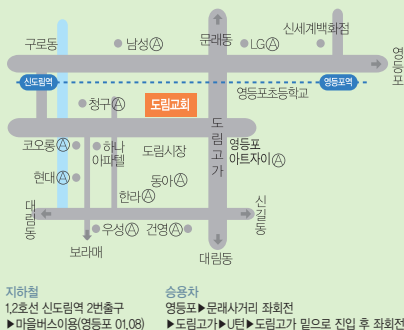 구로동
남성Ⓐ
문래동
LGⒶ
신세계백화점
영등포
신도림역
영등포역
청구Ⓐ
도림교회
영등포초등학교
코오롱Ⓐ
하나
아파텔
도림시장
도림고가
영등포
아트자이Ⓐ
현대Ⓐ
동아Ⓐ
한라Ⓐ
대림동
신길동
우성Ⓐ
건영Ⓐ
보라매
대림동
지하철
1,2호선 신도림역 2번출구
▶마을버스이용(영등포 01,08)
승용차
영등포▶문래사거리 좌회전
▶도림고가▶U턴▶도림고가 밑으로 진입 후 좌회전